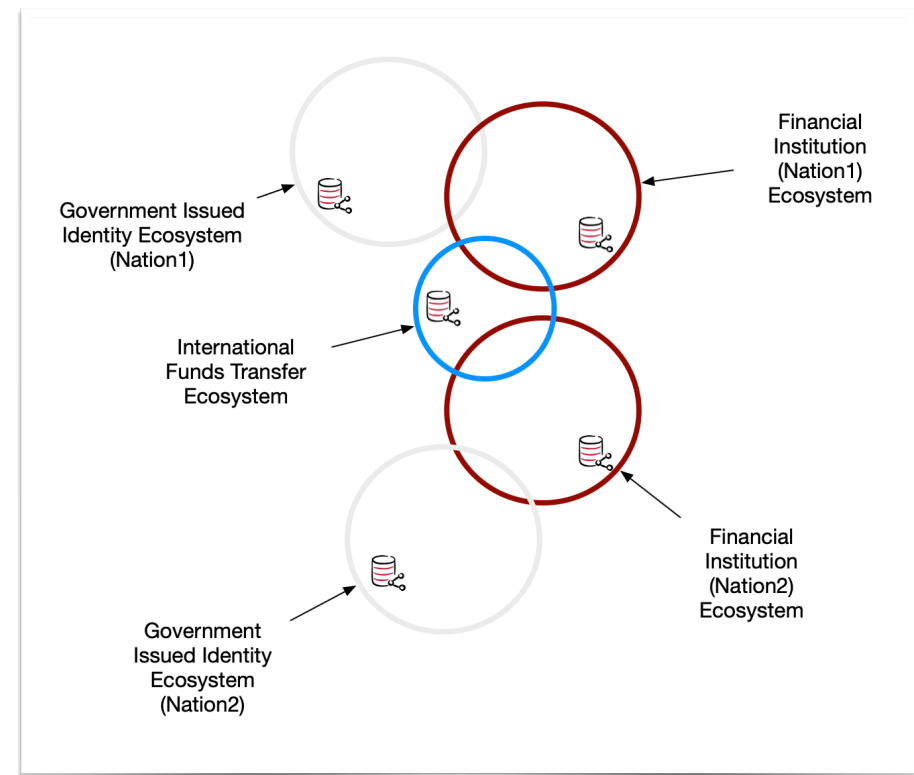 Financial
Institution
(Nation1)
Ecosystem
Government Issued
Identity Ecosystem
(Nation1)
International
Funds Transfer
Ecosystem
Financial
Institution
(Nation2)
Ecosystem
Government
Issued Identity
Ecosystem
(Nation2)